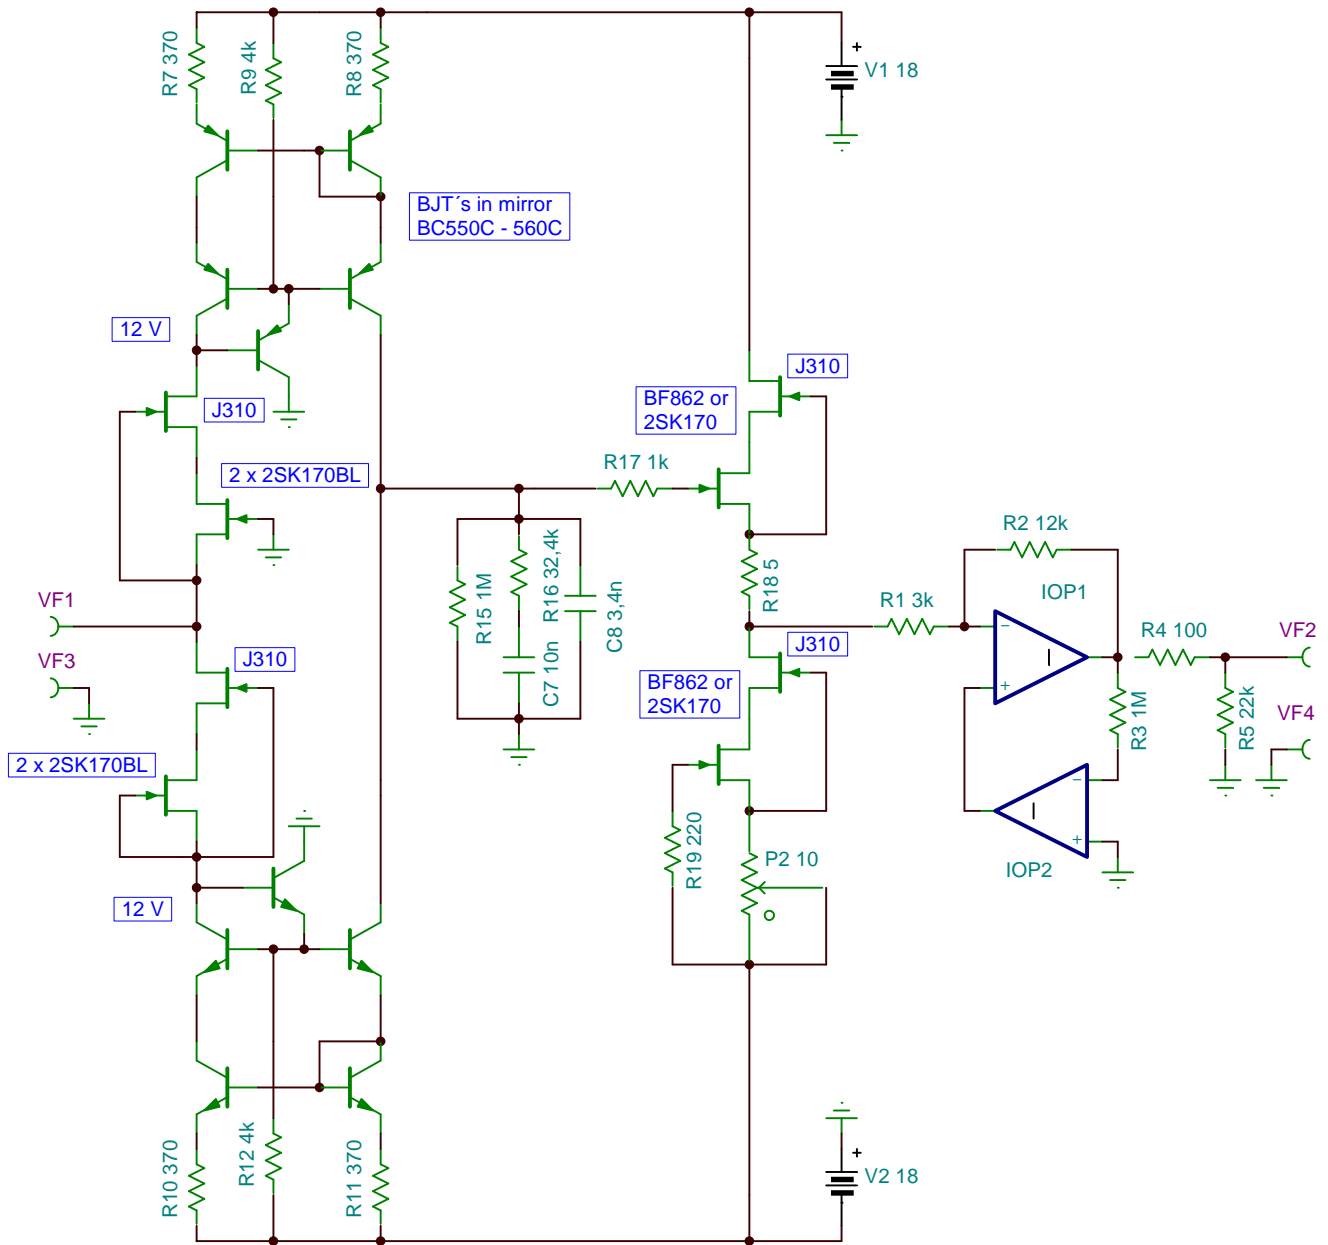 R7 370
R9 4k
R8 370
+
V1 18
BJT´s in mirror
BC550C - 560C
12 V
J310
J310
BF862 or
2SK170
2 x 2SK170BL
R17 1k
R2 12k
R15 1M
R16 32,4k
C8 3,4n
R18 5
C7 10n
VF1
VF3
J310
J310
BF862 or
2SK170
R1 3k
IOP1
−
+
R4 100
VF2
R3 1M
R5 22k
VF4
2 x 2SK170BL
−
+
IOP2
R19 220
P2 10
12 V
R10 370
R12 4k
R11 370
+
V2 18